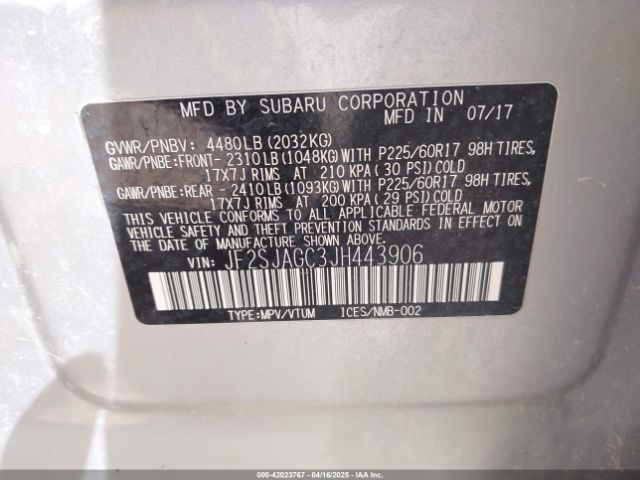 MFD BY SUBARU CORPORATION
MFD IN 07/17
GVWR/PNBV: 4480LB(2032KG)
GAWR/PNBE:FRONT- 2310LB(1048KG)WITH P225/60R17 98H TIRES,
17X7J RIMS AT 210 KPA(30 PSI)COLD
GAWR/PNBE:REAR - 2410LB(1093KG)WITH P225/60R17 98H TIRES,
17X7J RIMS AT 200 KPA(29 PSI)COLD
THIS VEHICLE CONFORMS TO ALL APPLICABLE FEDERAL MOTOR
VEHICLE SAFETY AND THEFT PREVENTION STANDARDS IN EFFECT ON
THE DATE OF MANUFACTURE SHOWN ABOVE.
VIN: JF2SJAGC3JH443906
TYPE:MPV/VTUM 1CES/NMB-002
000-42023767 - 04/16/2025 - IAAI.COM